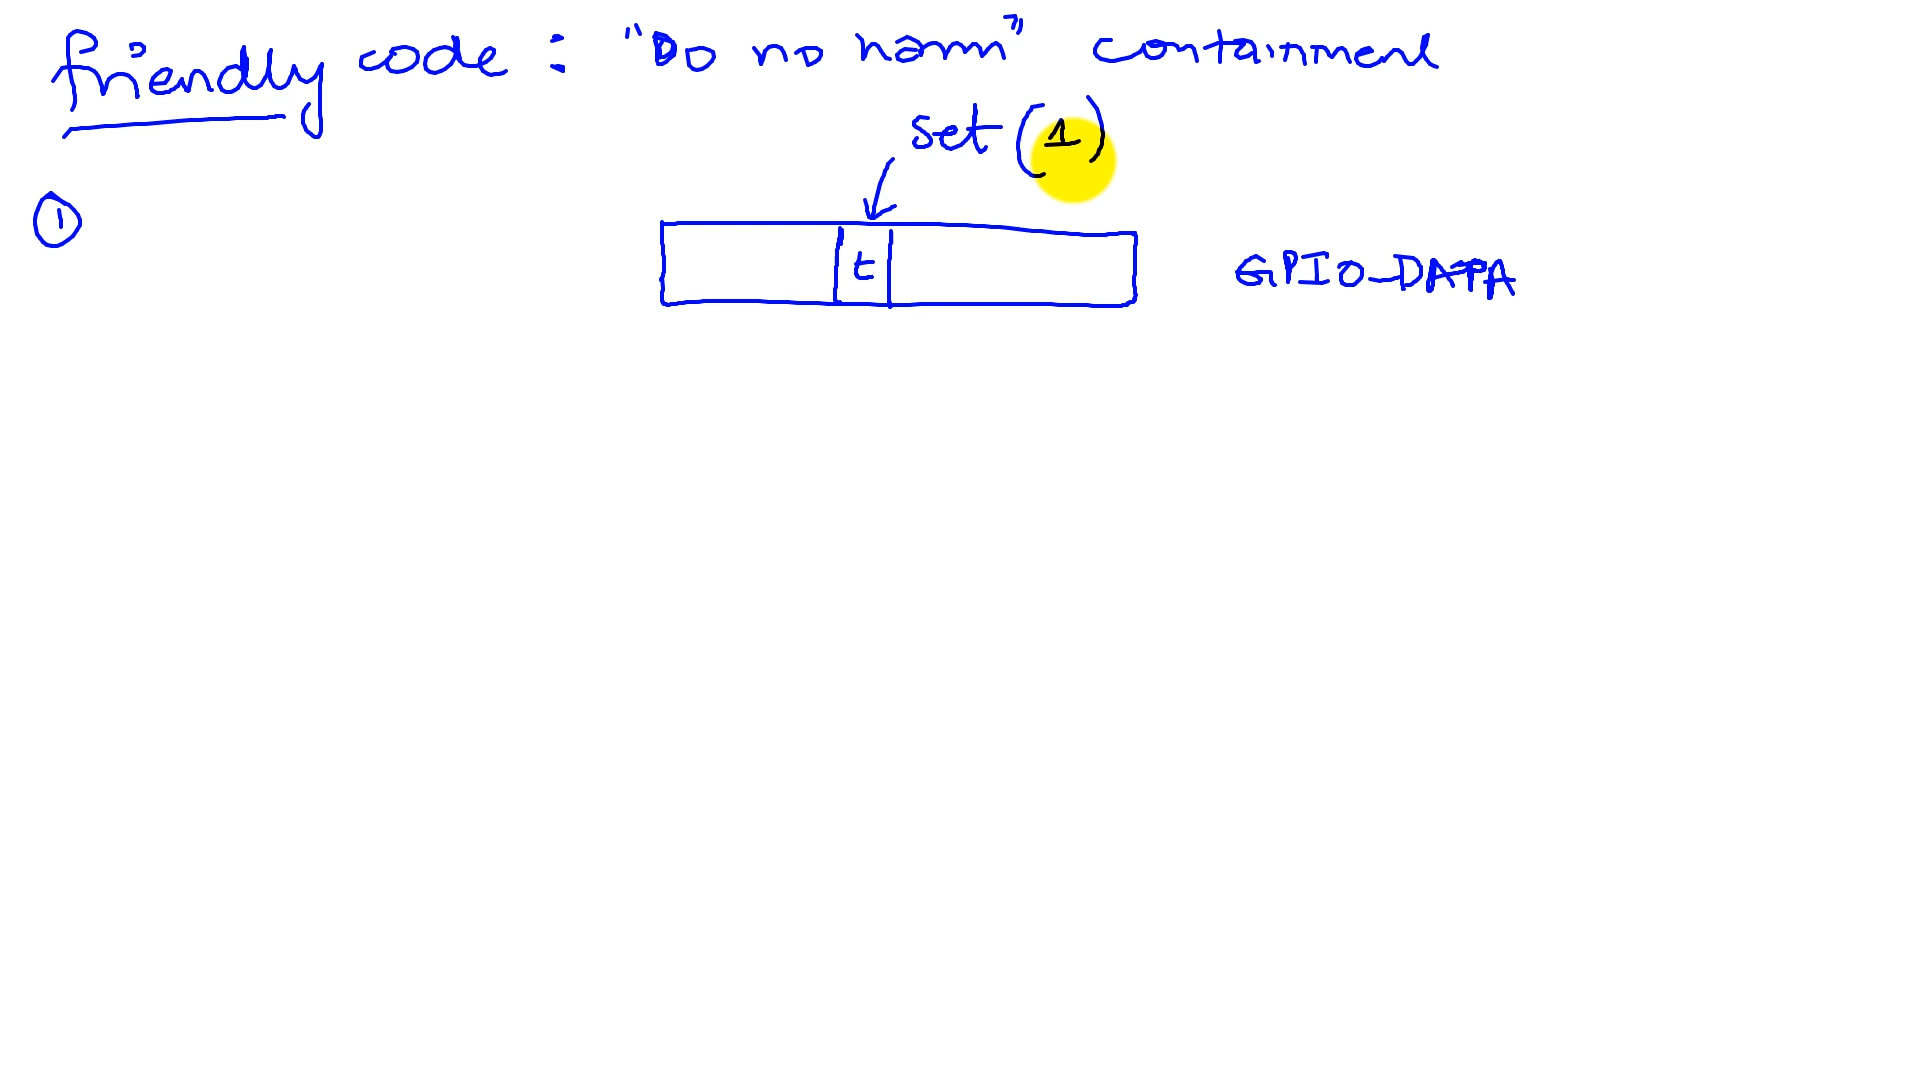 friendly code : "Do no harm" containment
set (1)
①
t
GPIO_DATA